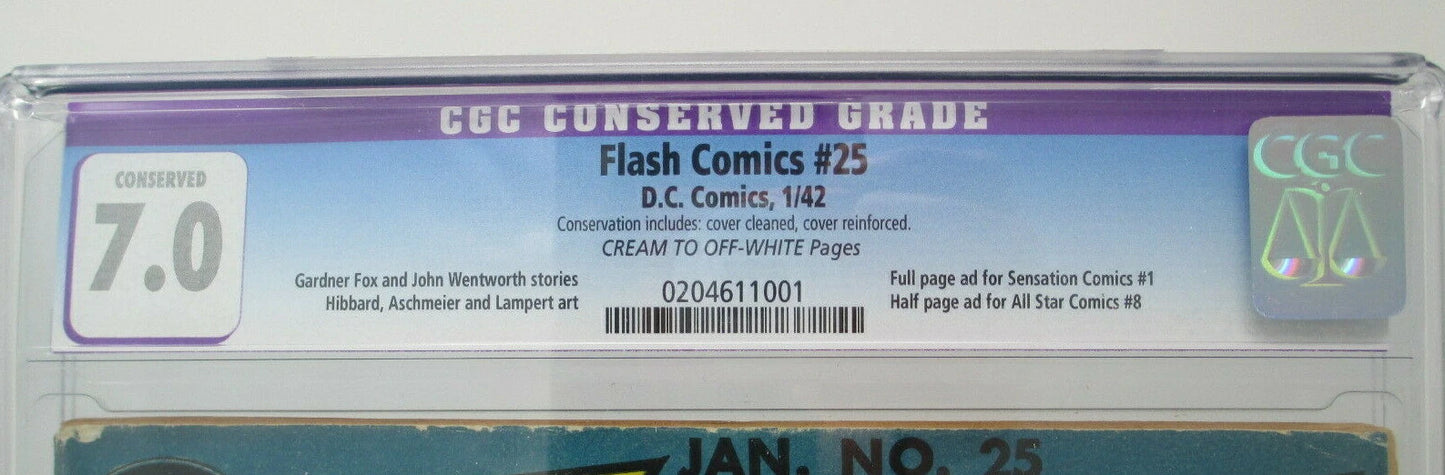 CGC CONSERVED GRADE
CONSERVED
7.0
Flash Comics #25
D.C. Comics, 1/42
Conservation includes: cover cleaned, cover reinforced.
CREAM TO OFF-WHITE Pages
Gardner Fox and John Wentworth stories
Hibbard, Aschmeier and Lampert art
0204611001
Full page ad for Sensation Comics #1
Half page ad for All Star Comics #8
CGC
JAN. NO. 25